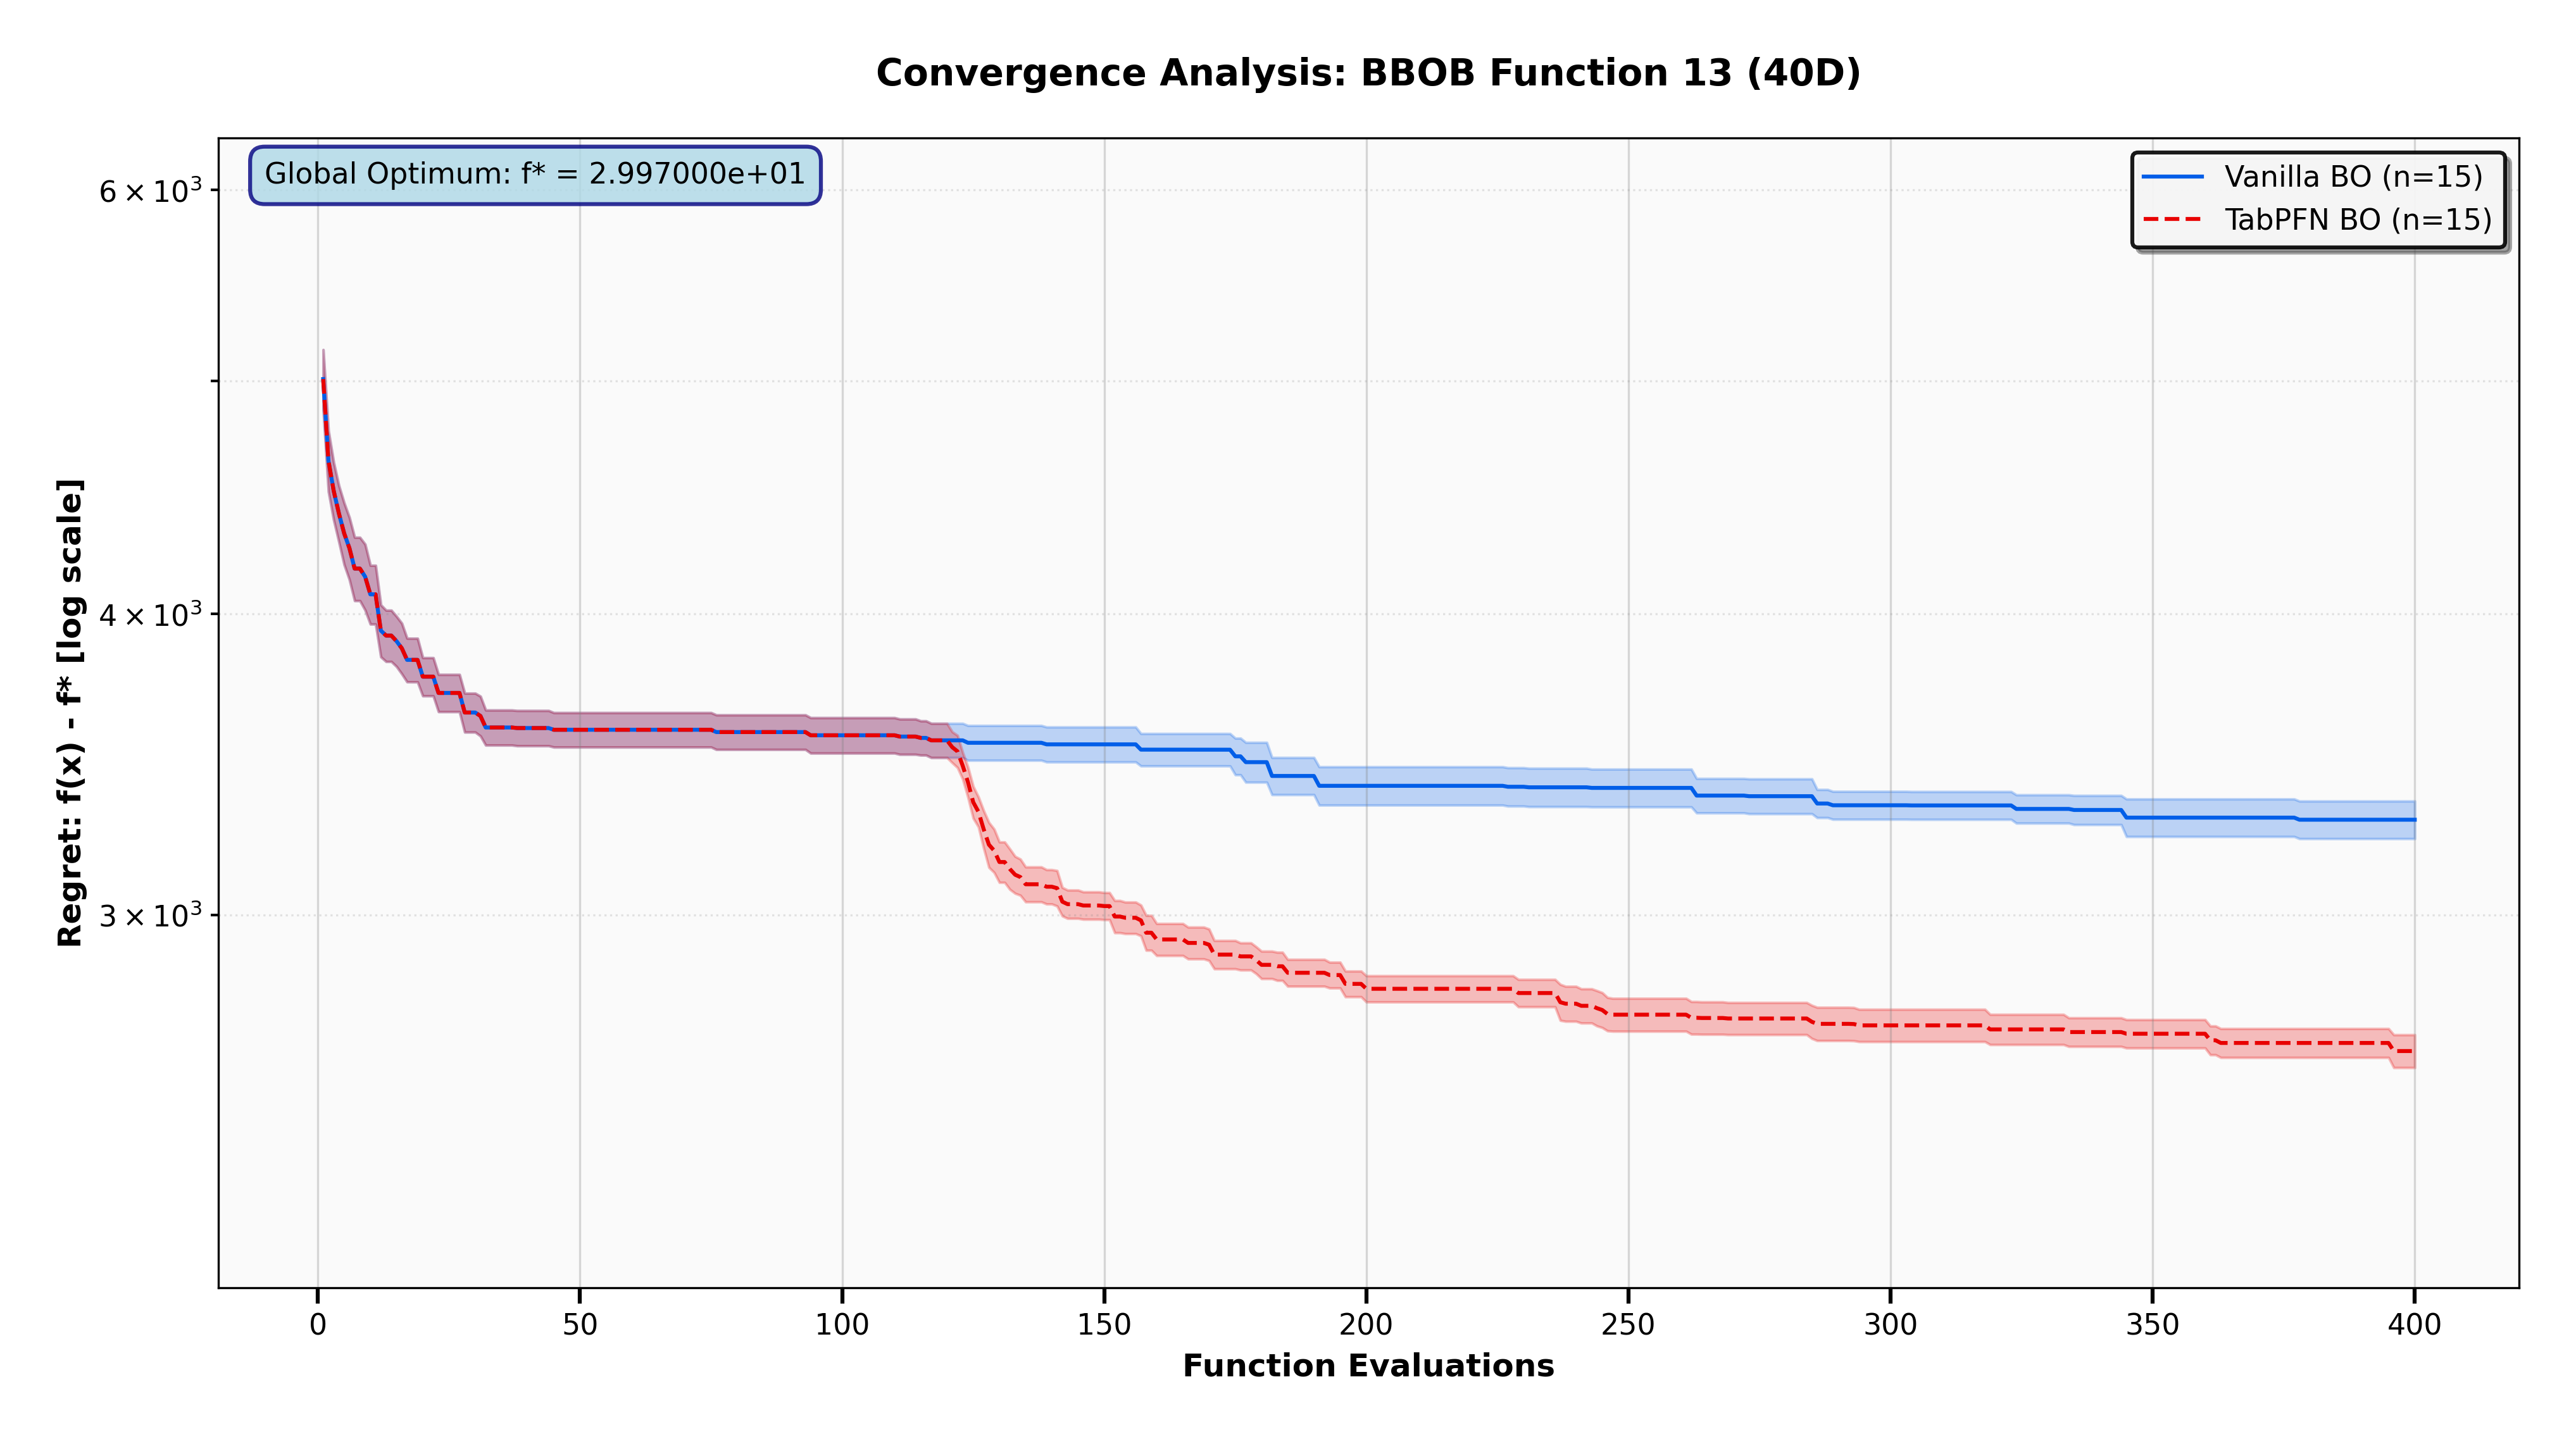 Convergence Analysis: BBOB Function 13 (40D)
Global Optimum: f* = 2.997000e+01
Vanilla BO (n=15)
TabPFN BO (n=15)
Regret: f(x) - f* [log scale]
6 × 10³
4 × 10³
3 × 10³
0 50 100 150 200 250 300 350 400
Function Evaluations